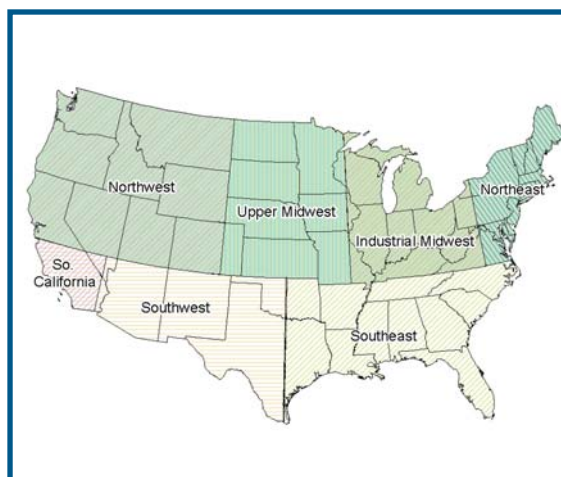 Northwest
Northeast
Upper Midwest
Industrial Midwest
So.
California
Southwest
Southeast